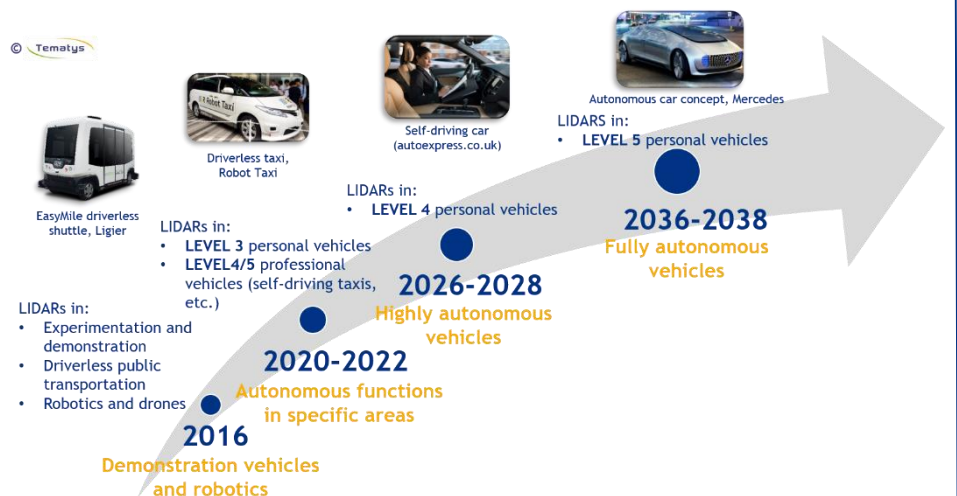 © Tematys
EasyMile driverless
shuttle, Ligier
LIDARs in:
• Experimentation and
demonstration
• Driverless public
transportation
• Robotics and drones
2016
Demonstration vehicles
and robotics
Robot Taxi
Driverless taxi,
Robot Taxi
LIDARs in:
• LEVEL 3 personal vehicles
• LEVEL4/5 professional
vehicles (self-driving taxis,
etc.)
2020-2022
Autonomous functions
in specific areas
Self-driving car
(autoexpress.co.uk)
LIDARs in:
• LEVEL 4 personal vehicles
2026-2028
Highly autonomous
vehicles
Autonomous car concept, Mercedes
LIDARs in:
• LEVEL 5 personal vehicles
2036-2038
Fully autonomous
vehicles